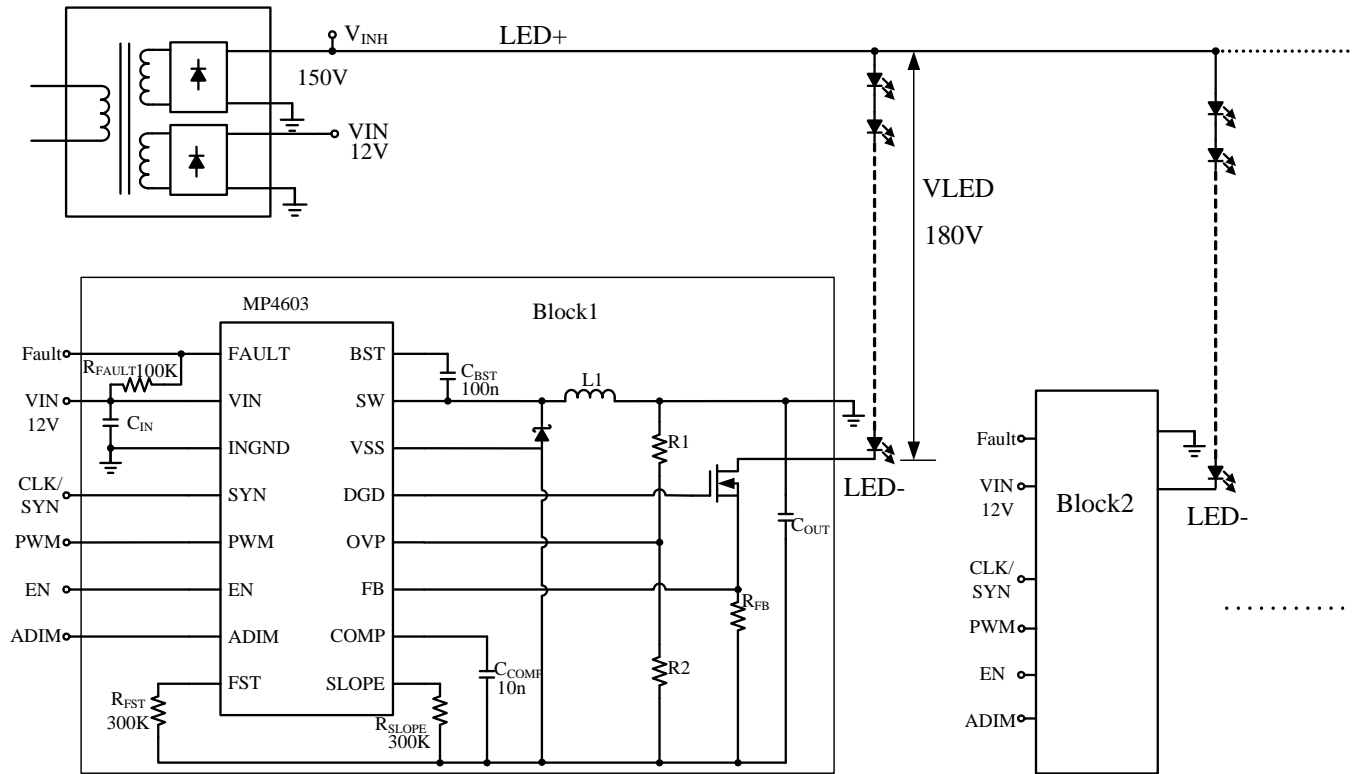 V_INH
LED+
150V
VIN
12V
VLED
180V
MP4603
Block1
Fault
R_FAULT 100K
FAULT
BST
C_BST
100n
L1
VIN
12V
C_IN
VIN
SW
INGND
VSS
R1
CLK/
SYN
SYN
DGD
LED-
C_OUT
PWM
PWM
OVP
EN
EN
FB
R_FB
ADIM
ADIM
COMP
C_COMP
10n
R2
FST
SLOPE
R_FST
300K
R_SLOPE
300K
Fault
VIN
12V
Block2
LED-
CLK/
SYN
PWM
EN
ADIM